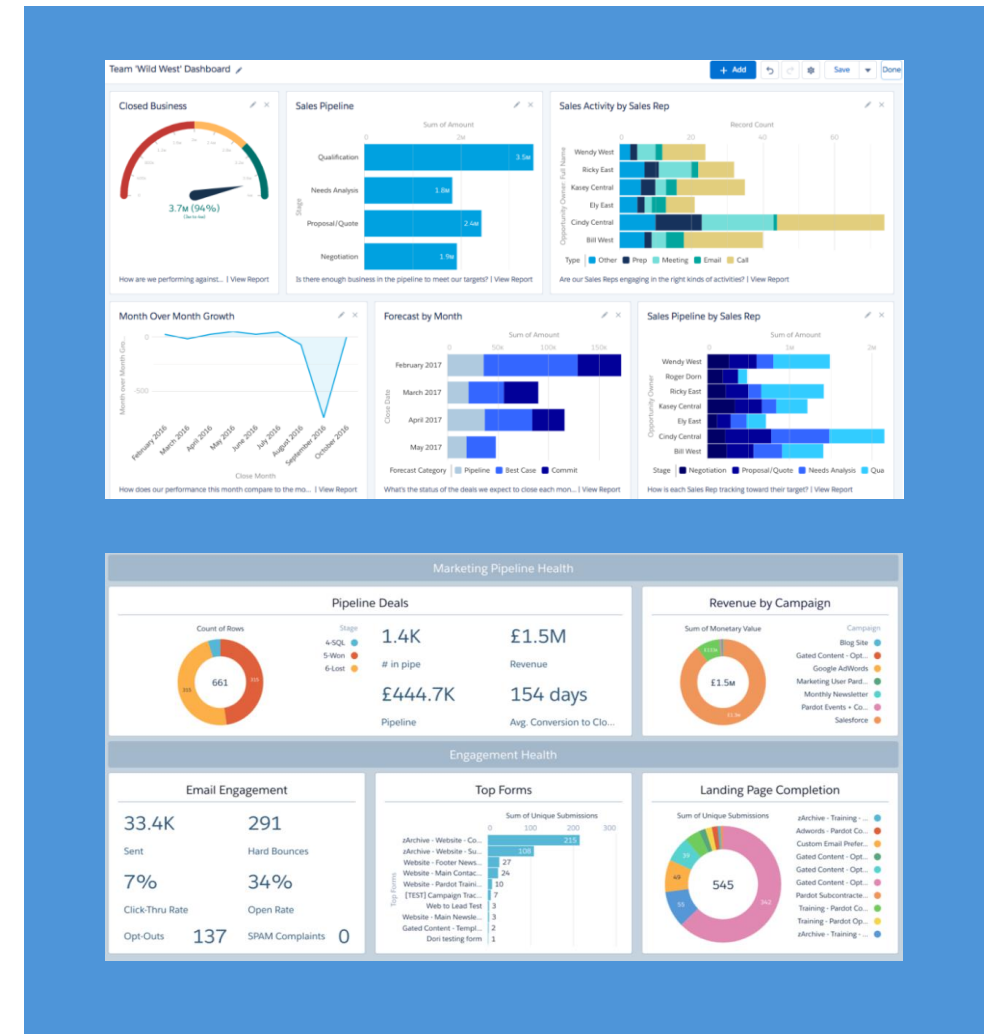 Team 'Wild West' Dashboard
+ Add
Save
Done
Closed Business
3.7M (94%)
How are we performing against... | View Report
Sales Pipeline
Sum of Amount
0 2M
Stage
Qualification 3.5M
Needs Analysis 1.8M
Proposal/Quote 2.4M
Negotiation 1.9M
Is there enough business in the pipeline to meet our targets? | View Report
Sales Activity by Sales Rep
Record Count
0 20 40 60
Opportunity Owner Full Name
Wendy West
Ricky East
Kasey Central
Ely East
Cindy Central
Bill West
Type Other Prep Meeting Email Call
Are our Sales Reps engaging in the right kinds of activities? | View Report
Month Over Month Growth
Month over Month Gro...
0
-500
February 2016
March 2016
April 2016
May 2016
June 2016
July 2016
August 2016
September 2016
October 2016
Close Month
How does our performance this month compare to the mo... | View Report
Forecast by Month
Sum of Amount
0 50k 100k 150k
Close Date
February 2017
March 2017
April 2017
May 2017
Forecast Category Pipeline Best Case Commit
What's the status of the deals we expect to close each mon... | View Report
Sales Pipeline by Sales Rep
Sum of Amount
0 1M 2M
Opportunity Owner
Wendy West
Roger Dorn
Ricky East
Kasey Central
Ely East
Cindy Central
Bill West
Stage Negotiation Proposal/Quote Needs Analysis Qua
How is each Sales Rep tracking toward their target? | View Report
Marketing Pipeline Health
Pipeline Deals
Count of Rows
661
315
Stage
4-SQL
5-Won
6-Lost
1.4K
# in pipe
£1.5M
Revenue
£444.7K
Pipeline
154 days
Avg. Conversion to Clo...
Revenue by Campaign
Sum of Monetary Value
£1.5M
Campaign
Blog Site
Gated Content - Opt...
Google AdWords
Marketing User Pard...
Monthly Newsletter
Pardot Events + Co...
Salesforce
Engagement Health
Email Engagement
33.4K
Sent
291
Hard Bounces
7%
Click-Thru Rate
34%
Open Rate
Opt-Outs 137
SPAM Complaints 0
Top Forms
Sum of Unique Submissions
0 100 200 300
Top Forms
zArchive - Website - Co... 215
zArchive - Website - Su... 108
Website - Footer News... 27
Website - Main Contac... 24
Website - Pardot Traini... 10
[TEST] Campaign Trac... 7
Web to Lead Test 3
Website - Main Newsle... 3
Gated Content - Templ... 2
Dori testing form 1
Landing Page Completion
Sum of Unique Submissions
545
39
49
55
342
zArchive - Training - ...
Adwords - Pardot Co...
Custom Email Prefer...
Gated Content - Opt...
Gated Content - Opt...
Gated Content - Opt...
Pardot Subcontracte...
Training - Pardot Co...
Training - Pardot Op...
zArchive - Training - ...